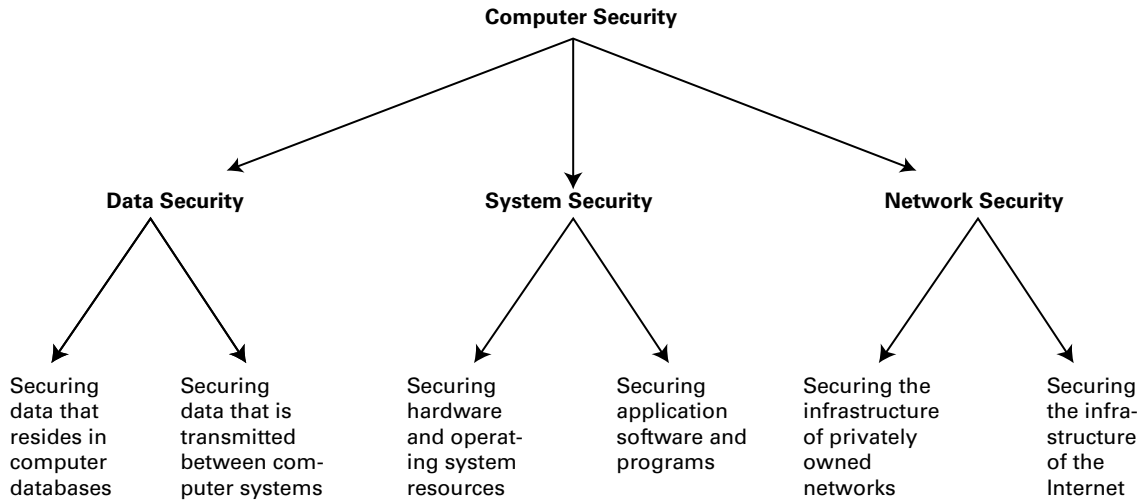 Computer Security
Data Security
System Security
Network Security
Securing
data that
resides in
computer
databases
Securing
data that is
transmitted
between com-
puter systems
Securing
hardware
and operat-
ing system
resources
Securing
application
software and
programs
Securing the
infrastructure
of privately
owned
networks
Securing
the infra-
structure
of the
Internet